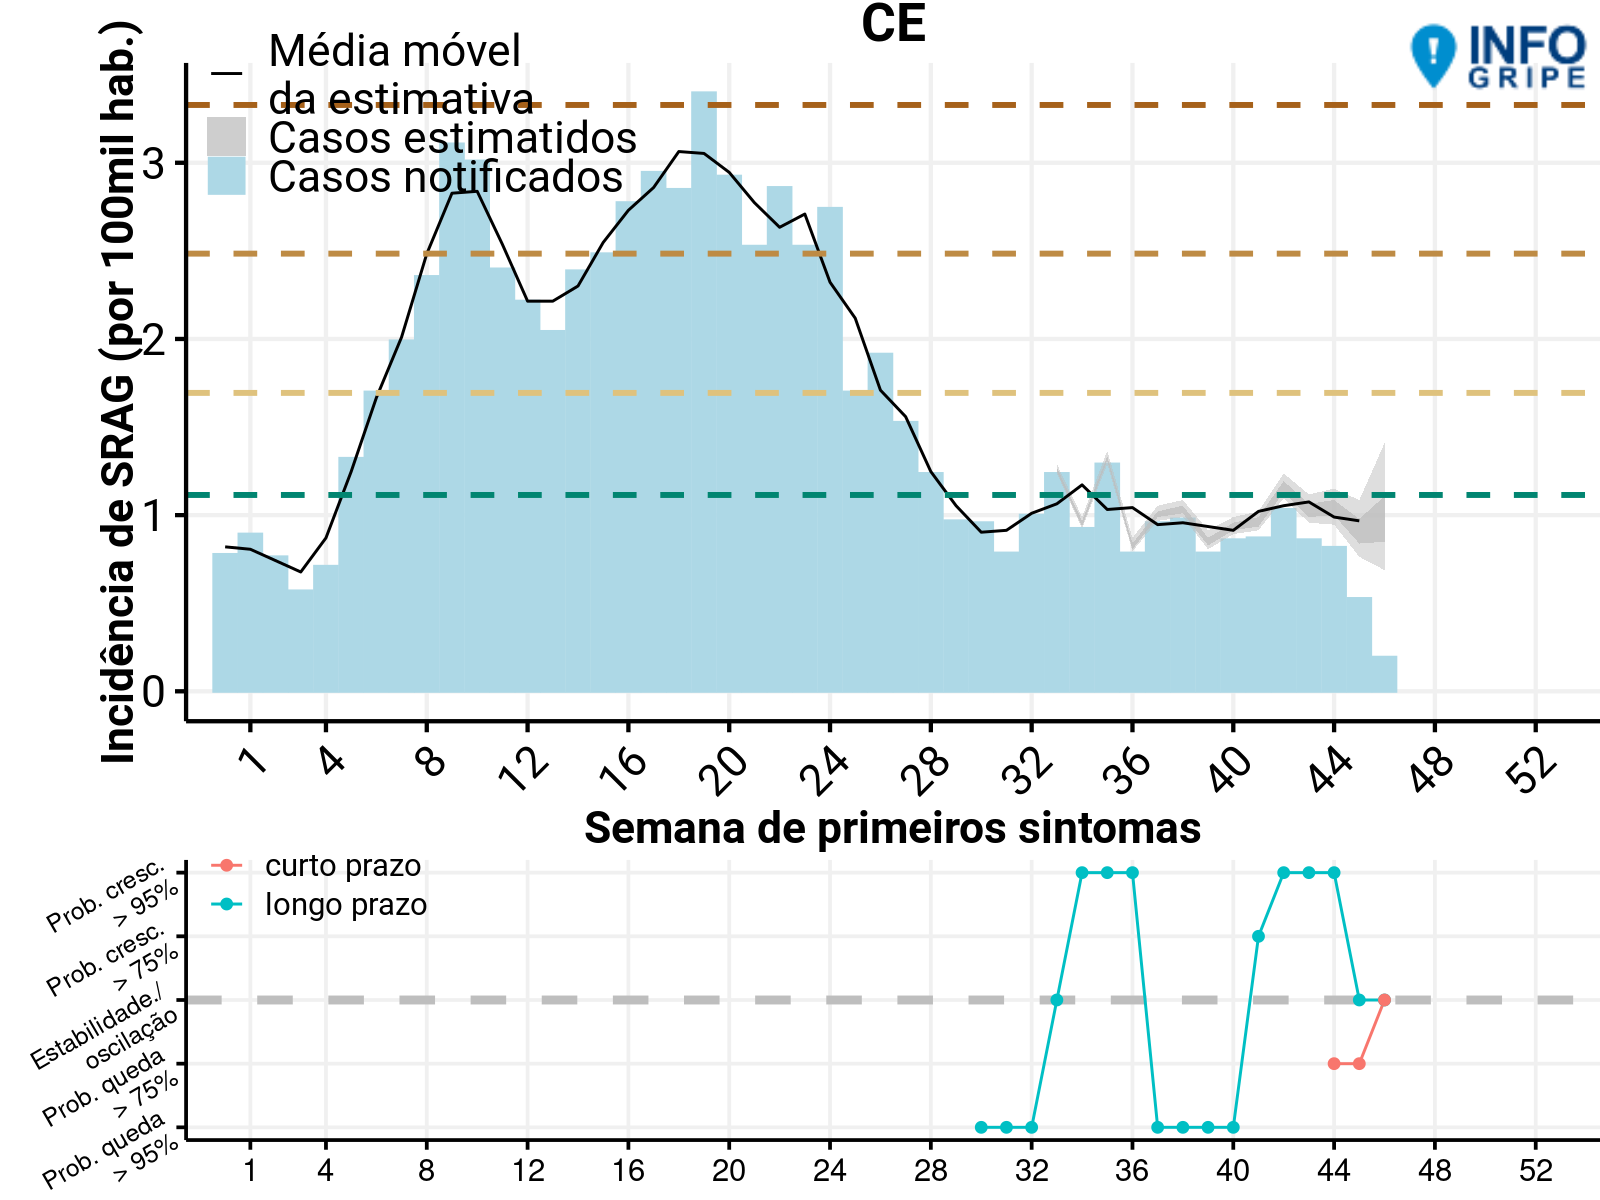 CE
INFO
GRIPE
Média móvel
da estimativa
Casos estimatidos
Casos notificados
Incidência de SRAG (por 100mil hab.)
3
2
1
0
1 4 8 12 16 20 24 28 32 36 40 44 48 52
Semana de primeiros sintomas
curto prazo
longo prazo
Prob. cresc.
> 95%
Prob. cresc.
> 75%
Estabilidade./
oscilação
Prob. queda
> 75%
Prob. queda
> 95%
1 4 8 12 16 20 24 28 32 36 40 44 48 52